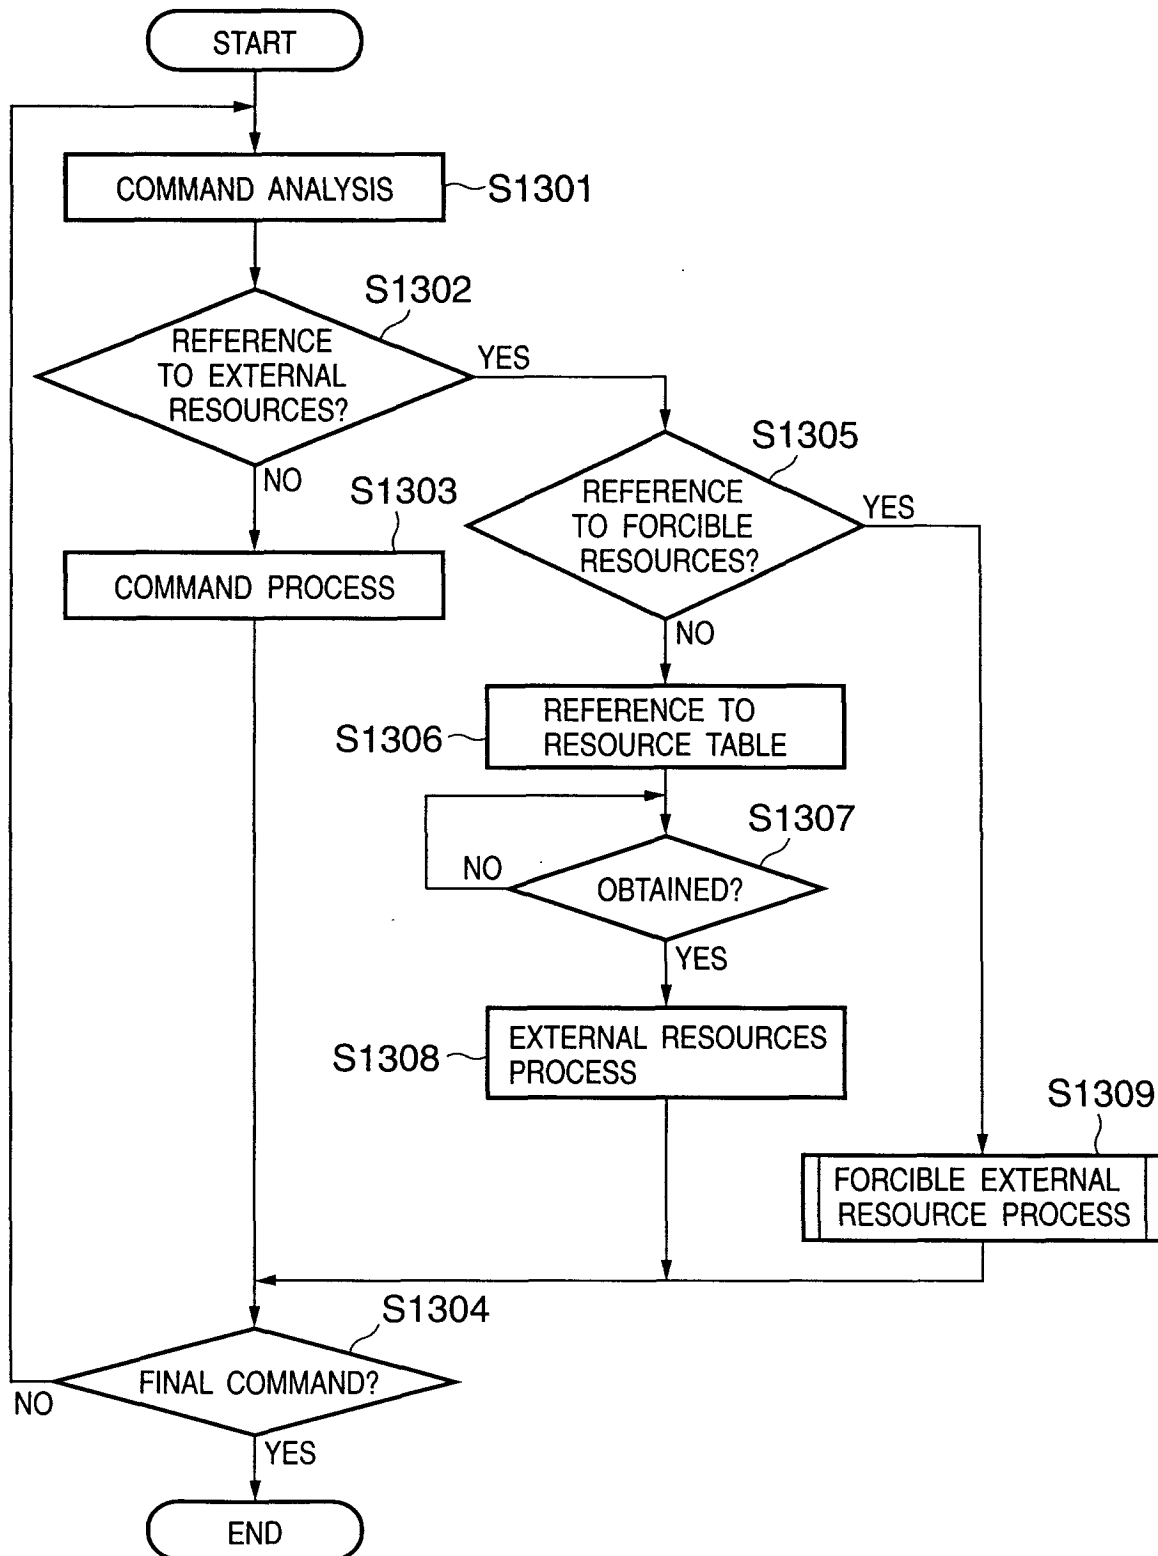 START
COMMAND ANALYSIS
S1301
S1302
REFERENCE
TO EXTERNAL
RESOURCES?
YES
NO
S1303
COMMAND PROCESS
S1305
REFERENCE
TO FORCIBLE
RESOURCES?
YES
NO
S1306
REFERENCE TO
RESOURCE TABLE
S1307
NO
OBTAINED?
YES
S1308
EXTERNAL RESOURCES
PROCESS
S1309
FORCIBLE EXTERNAL
RESOURCE PROCESS
S1304
FINAL COMMAND?
NO
YES
END